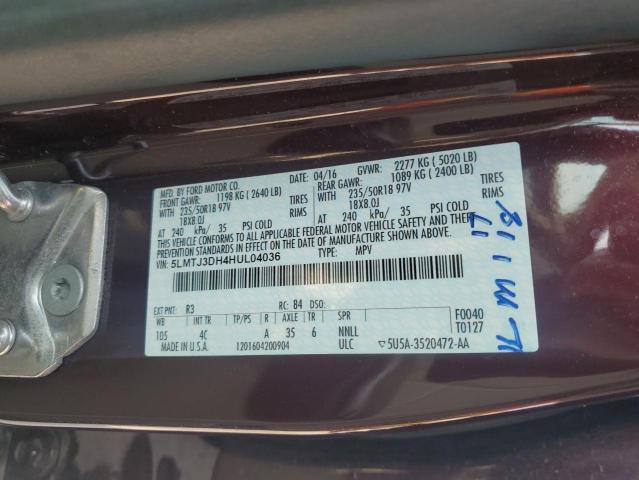 MFD. BY FORD MOTOR CO.
04/16 GVWR: 2277 KG ( 5020 LB)
FRONT GAWR: 1198 KG ( 2640 LB) REAR GAWR: 1089 KG ( 2400 LB)
WITH 235/50R18 97V TIRES WITH 235/50R18 97V TIRES
18X8.0J RIMS 18X8.0J RIMS
AT 240 kPa/ 35 PSI COLD AT 240 kPa/ 35 PSI COLD
THIS VEHICLE CONFORMS TO ALL APPLICABLE FEDERAL MOTOR VEHICLE SAFETY AND THEFT
PREVENTION STANDARDS IN EFFECT ON THE DATE OF MANUFACTURE SHOWN ABOVE.
VIN: 5LMTJ3DH4HUL04036 TYPE: MPV
EXT PNT: R3 RC: 84 DSO: F0040
WB INT TR TP/PS R AXLE TR SPR T0127
105 4C A 35 6 NNLL
MADE IN U.S.A. 1201604200904 ULC ▽5U5A-3520472-AA